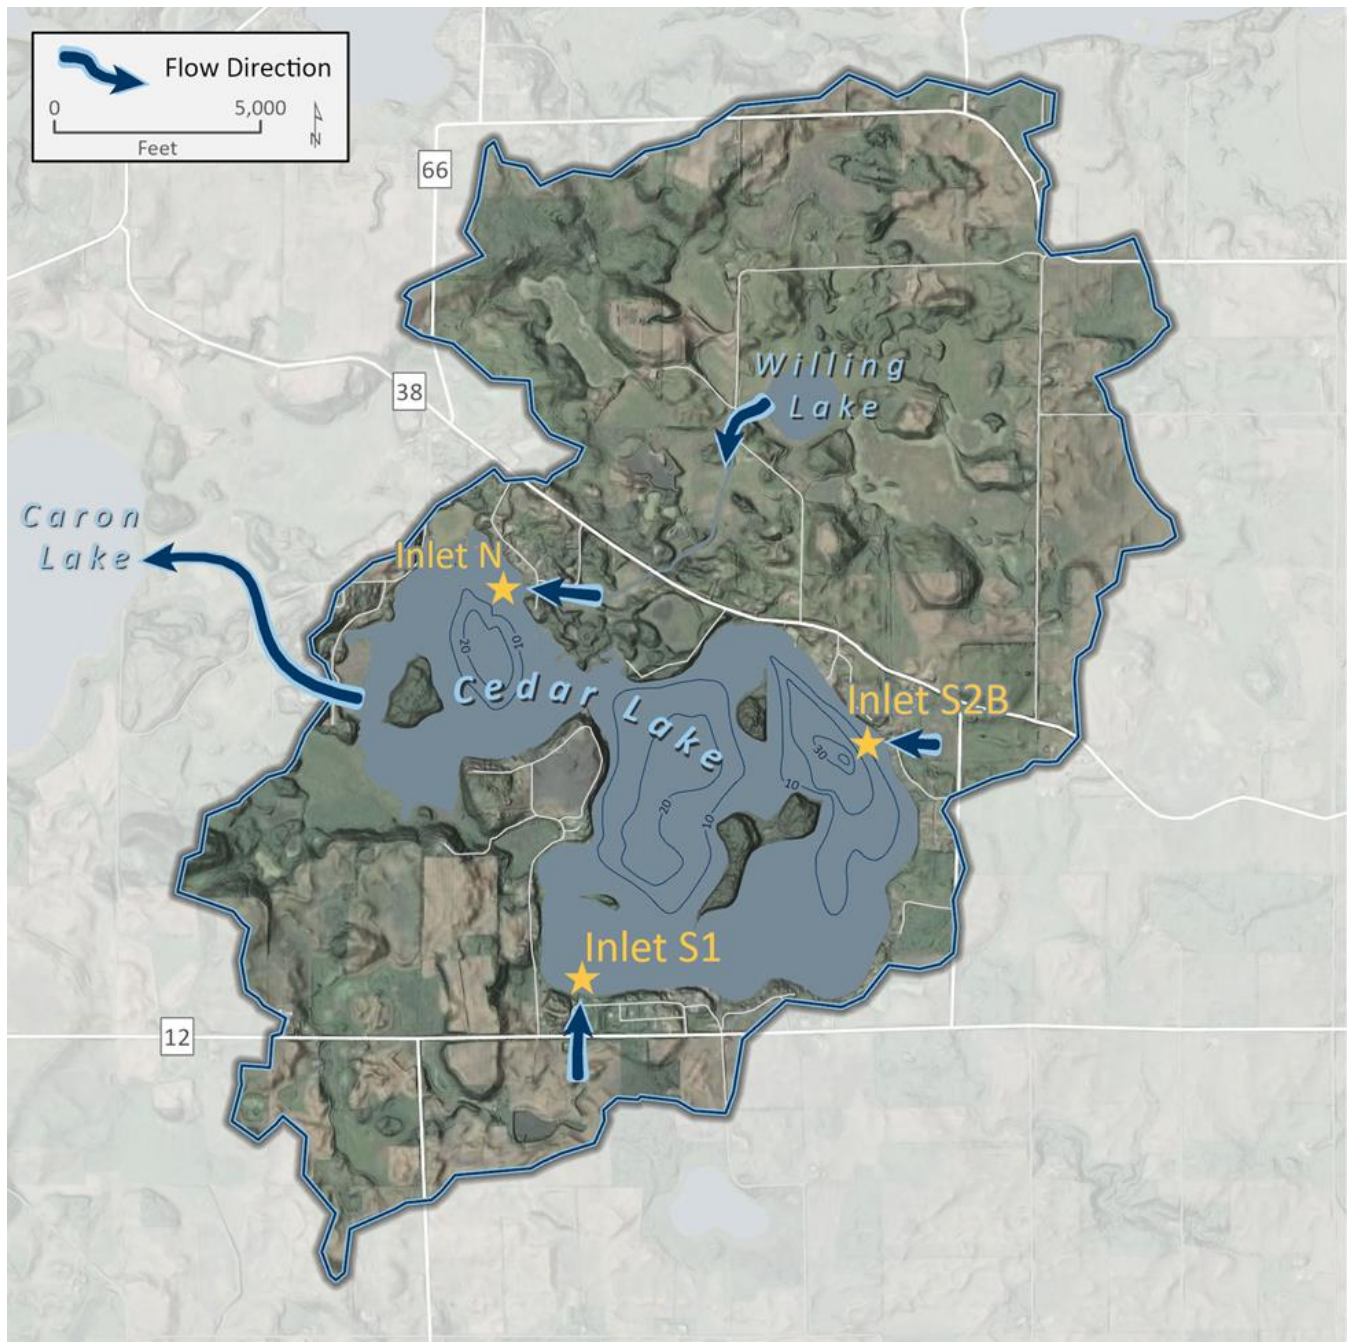 Flow Direction
0 5,000
Feet
N
66
38
Willing
Lake
Caron
Lake
Inlet N
20
10
Cedar Lake
Inlet S2B
30
10
20
10
Inlet S1
12